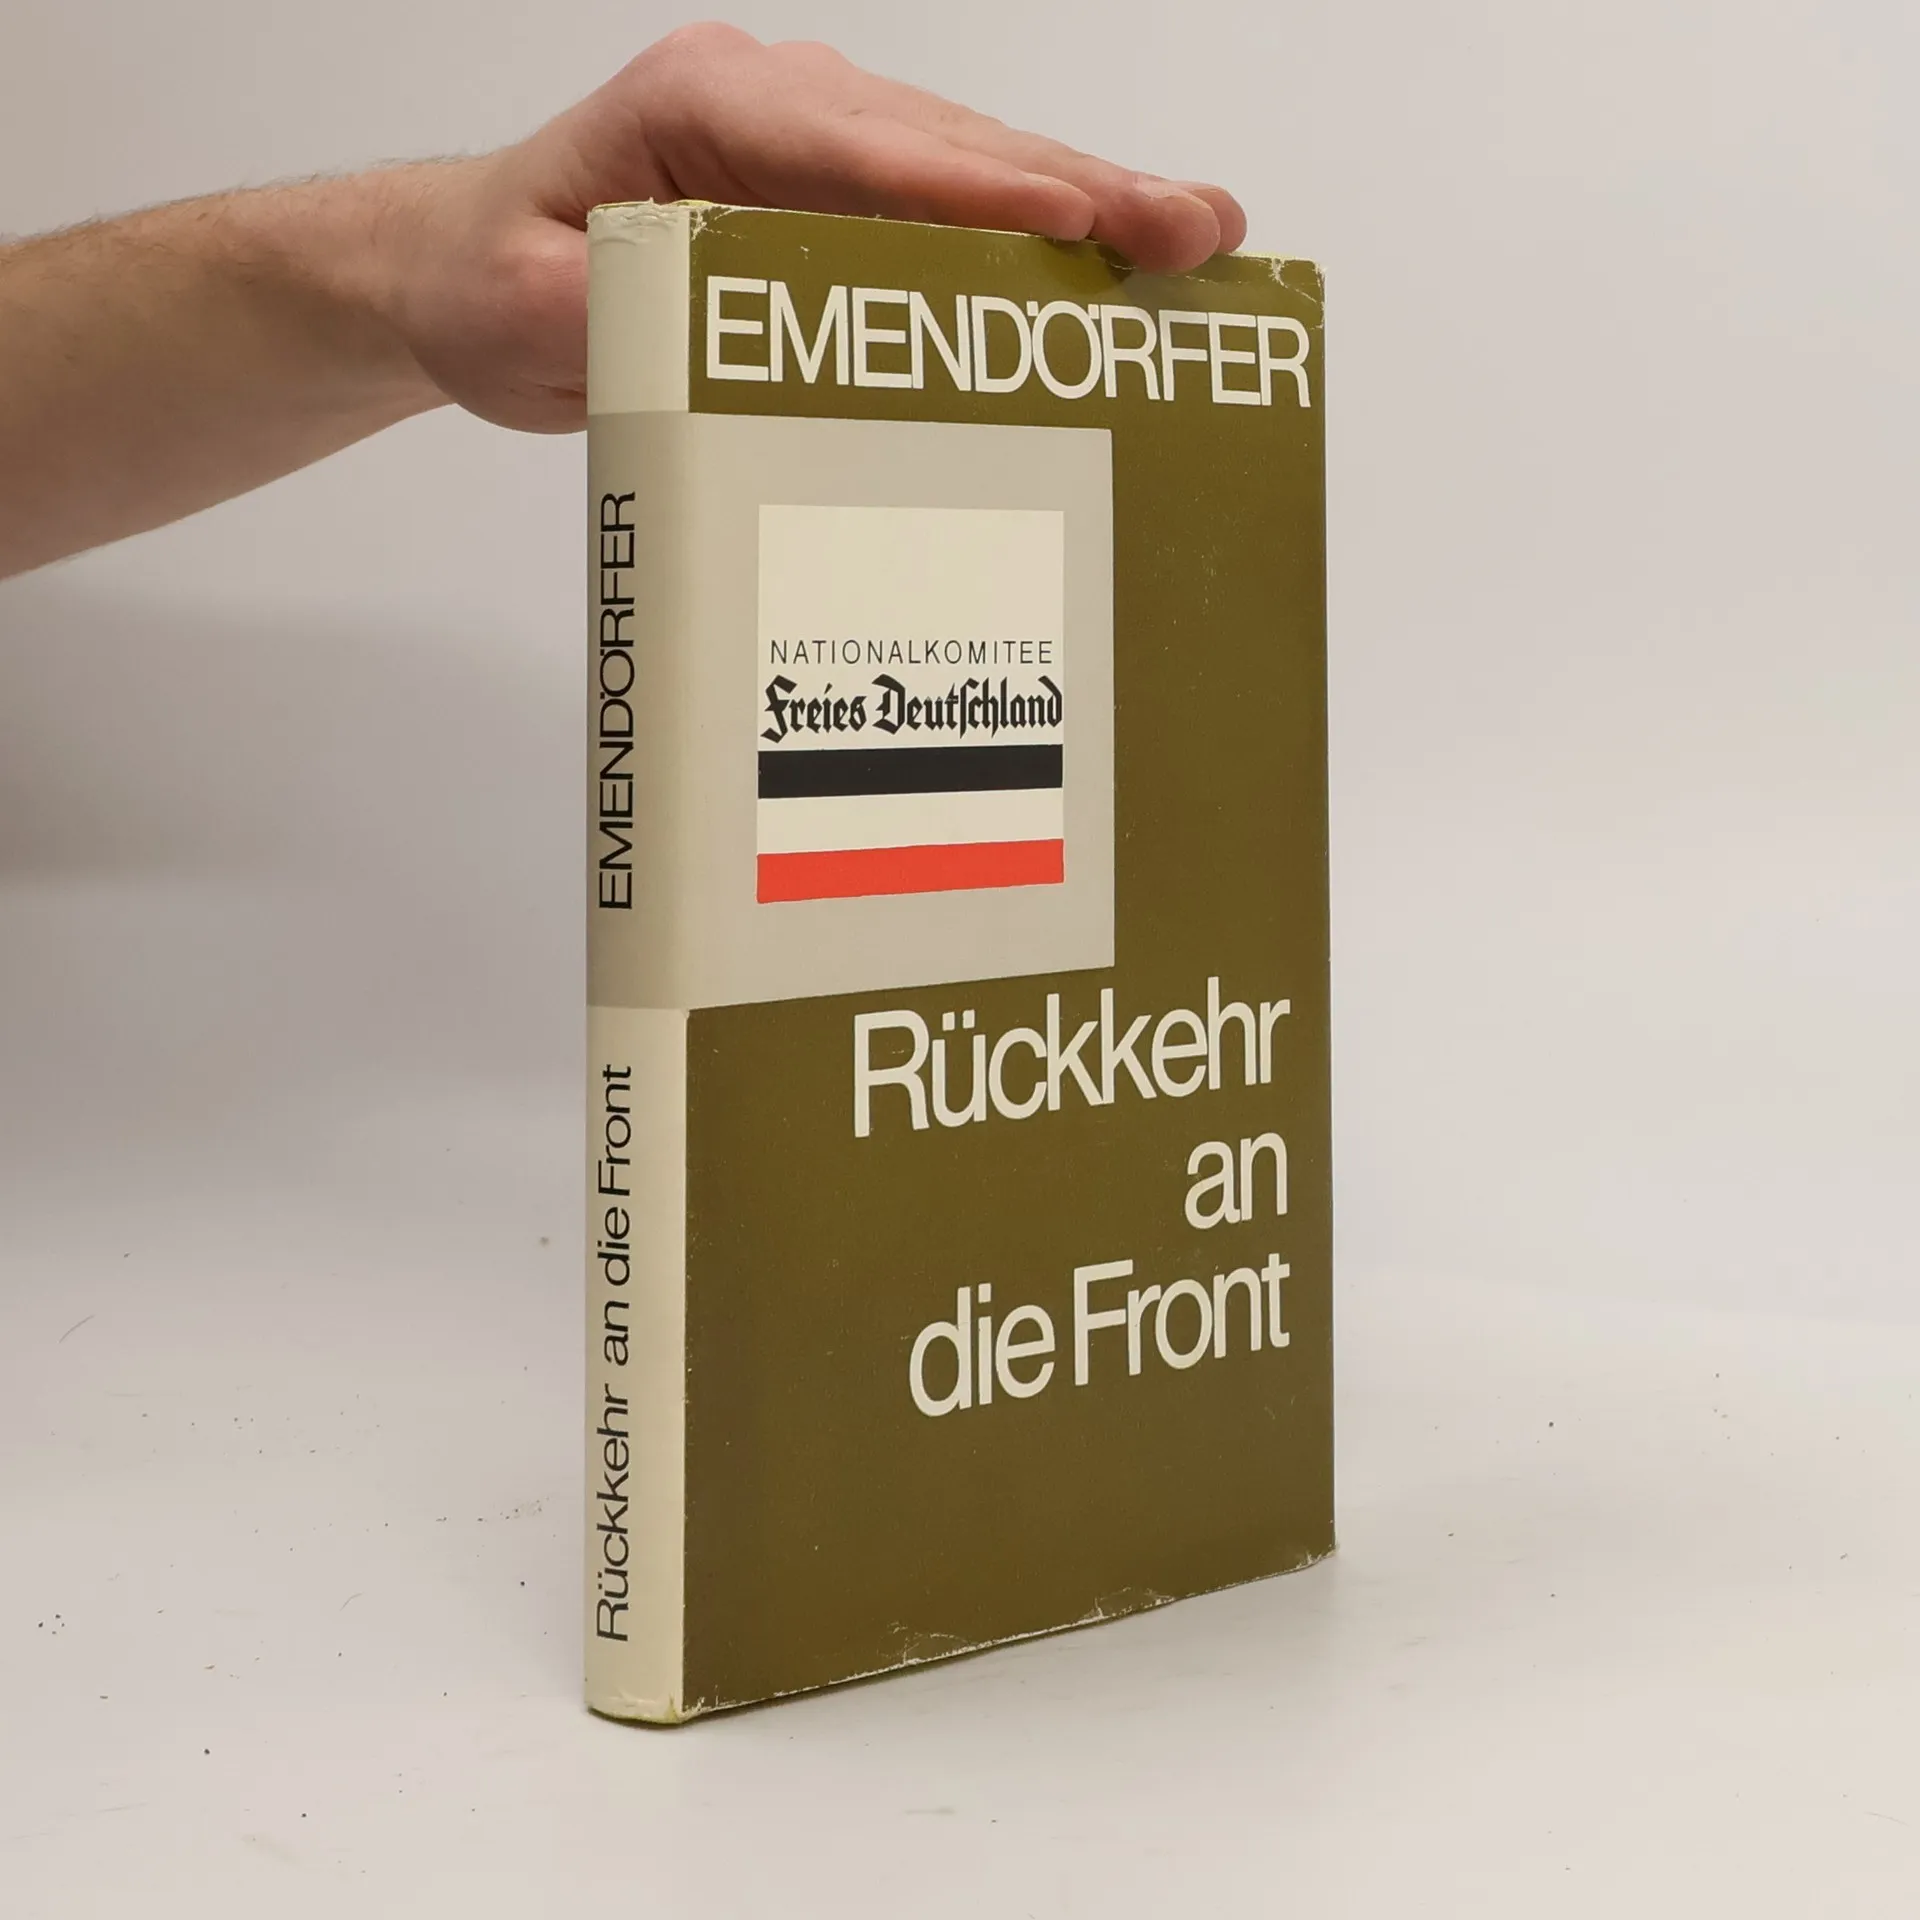 EMENDÖRFER
NATIONALKOMITEE
Freies Deutſchland
Rückkehr
an
die Front
EMENDÖRFER
Rückkehr an die Front